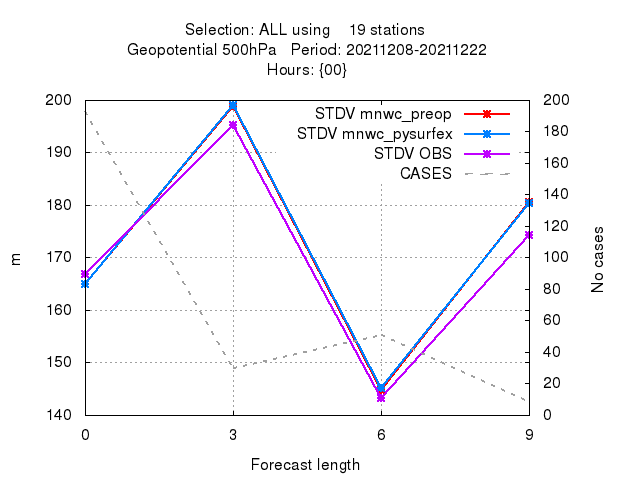 Selection: ALL using 19 stations
Geopotential 500hPa Period: 20211208-20211222
Hours: {00}
STDV mnwc_preop
STDV mnwc_pysurfex
STDV OBS
CASES
200
190
180
170
160
150
140
m
200
180
160
140
120
100
80
60
40
20
0
No cases
0 3 6 9
Forecast length